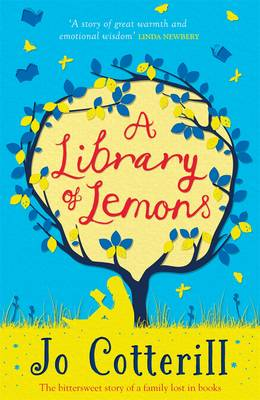 'A story of great warmth and
emotional wisdom' LINDA NEWBERY
A
Library
of Lemons
Jo Cotterill
The bittersweet story of a family lost in books